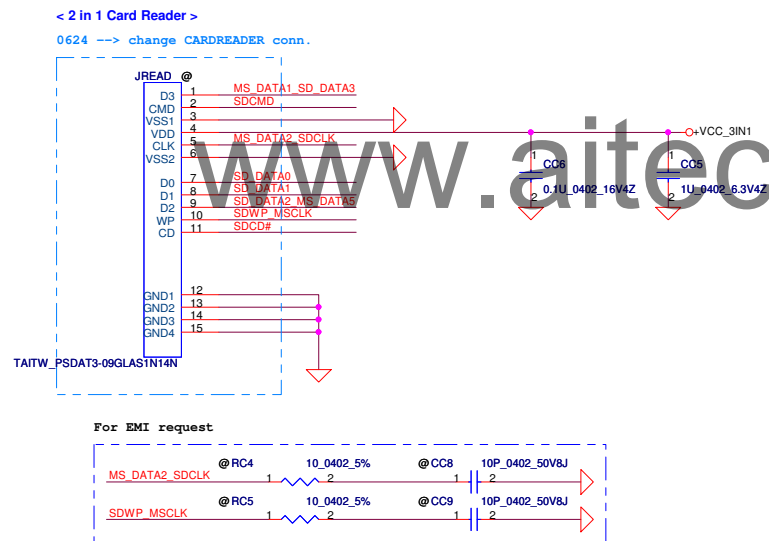 < 2 in 1 Card Reader >
0624 --> change CARDREADER conn.
JREAD @
D3 1 MS_DATA1_SD_DATA3
CMD 2 SDCMD
VSS1 3
VDD 4 +VCC_3IN1
CLK 5 MS_DATA2_SDCLK
VSS2 6
1 CC6 1 CC5
D0 7 SD_DATA0
D1 8 SD_DATA1
0.1U_0402_16V4Z 1U_0402_6.3V4Z
D2 9 SD_DATA2_MS_DATA5
2 2
WP 10 SDWP_MSCLK
CD 11 SDCD#
www.aitec
GND1 12
GND2 13
GND3 14
GND4 15
TAITW_PSDAT3-09GLAS1N14N
For EMI request
@ RC4 10_0402_5% @ CC8 10P_0402_50V8J
MS_DATA2_SDCLK 1 2 1 2
@ RC5 10_0402_5% @ CC9 10P_0402_50V8J
SDWP_MSCLK 1 2 1 2